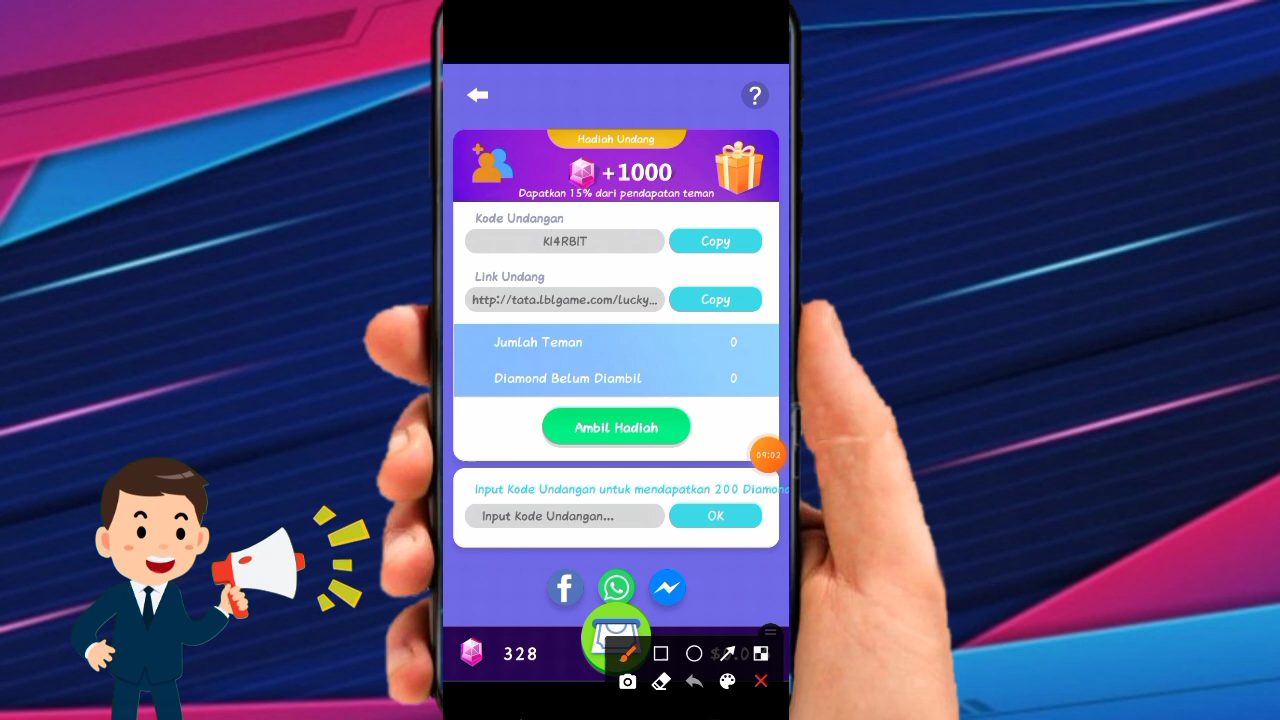 ?
Hadiah Undang
+1000
Dapatkan 15% dari pendapatan teman
Kode Undangan
KI4RBIT Copy
Link Undang
http://tata.lblgame.com/lucky... Copy
Jumlah Teman 0
Diamond Belum Diambil 0
Ambil Hadiah
09:02
Input Kode Undangan untuk mendapatkan 200 Diamond
Input Kode Undangan... OK
328